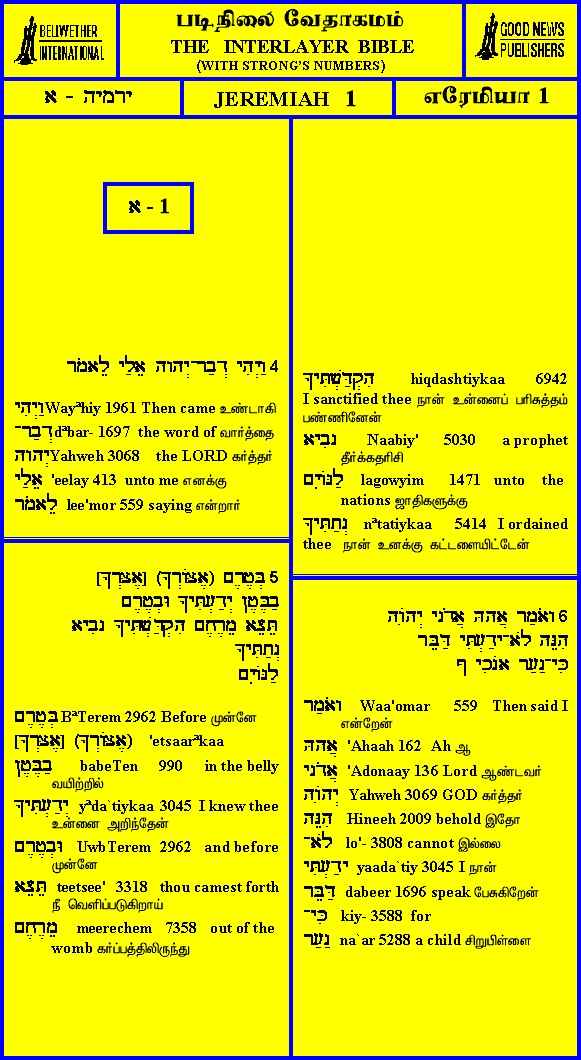 BELLWETHER
INTERNATIONAL
படிநிலை வேதாகமம்
THE INTERLAYER BIBLE
(WITH STRONG'S NUMBERS)
GOOD NEWS
PUBLISHERS
ירמיה - א
JEREMIAH 1
எரேமியா 1
א - 1
4 וַיְהִי דְבַר־יְהוָה אֵלַי לֵאמֹר
וַיְהִי Wayªhiy 1961 Then came உண்டாகி
דְבַר־ dªbar- 1697 the word of வார்த்தை
יְהוָה Yahweh 3068 the LORD கர்த்தர்
אֵלַי 'eelay 413 unto me எனக்கு
לֵאמֹר lee'mor 559 saying என்றார்
5 בְּטֶרֶם (אֶצּוֹרְךָ) [אֶצָּרְךָ]
בַבֶּטֶן יְדַעְתִּיךָ וּבְטֶרֶם
תֵּצֵא מֵרֶחֶם הִקְדַּשְׁתִּיךָ נָבִיא
נְתַתִּיךָ
לַגּוֹיִם
בְּטֶרֶם BªTerem 2962 Before முன்னே
(אֶצּוֹרְךָ) [אֶצָּרְךָ] 'etsaarªkaa
בַבֶּטֶן babeTen 990 in the belly
வயிற்றில்
יְדַעְתִּיךָ yªda`tiykaa 3045 I knew thee
உன்னை அறிந்தேன்
וּבְטֶרֶם UwbTerem 2962 and before
முன்னே
תֵּצֵא teetsee' 3318 thou camest forth
நீ வெளிப்படுகிறாய்
מֵרֶחֶם meerechem 7358 out of the
womb கர்ப்பத்திலிருந்து
הִקְדַּשְׁתִּיךָ hiqdashtiykaa 6942
I sanctified thee நான் உன்னைப் பரிசுத்தம்
பண்ணினேன்
נָבִיא Naabiy' 5030 a prophet
தீர்க்கதரிசி
לַגּוֹיִם lagowyim 1471 unto the
nations ஜாதிகளுக்கு
נְתַתִּיךָ nªtatiykaa 5414 I ordained
thee நான் உனக்கு கட்டளையிட்டேன்
6 וָאֹמַר אֲהָהּ אֲדֹנָי יְהוִֹה
הִנֵּה לֹא־יָדַעְתִּי דַּבֵּר
כִּי־נַעַר אָנֹכִי ף
וָאֹמַר Waa'omar 559 Then said I
என்றேன்
אֲהָהּ 'Ahaah 162 Ah ஆ
אֲדֹנָי 'Adonaay 136 Lord ஆண்டவர்
יְהוִֹה Yahweh 3069 GOD கர்த்தர்
הִנֵּה Hineeh 2009 behold இதோ
לֹא־ lo'- 3808 cannot இல்லை
יָדַעְתִּי yaada`tiy 3045 I நான்
דַּבֵּר dabeer 1696 speak பேசுகிறேன்
כִּי־ kiy- 3588 for
נַעַר na`ar 5288 a child சிறுபிள்ளை